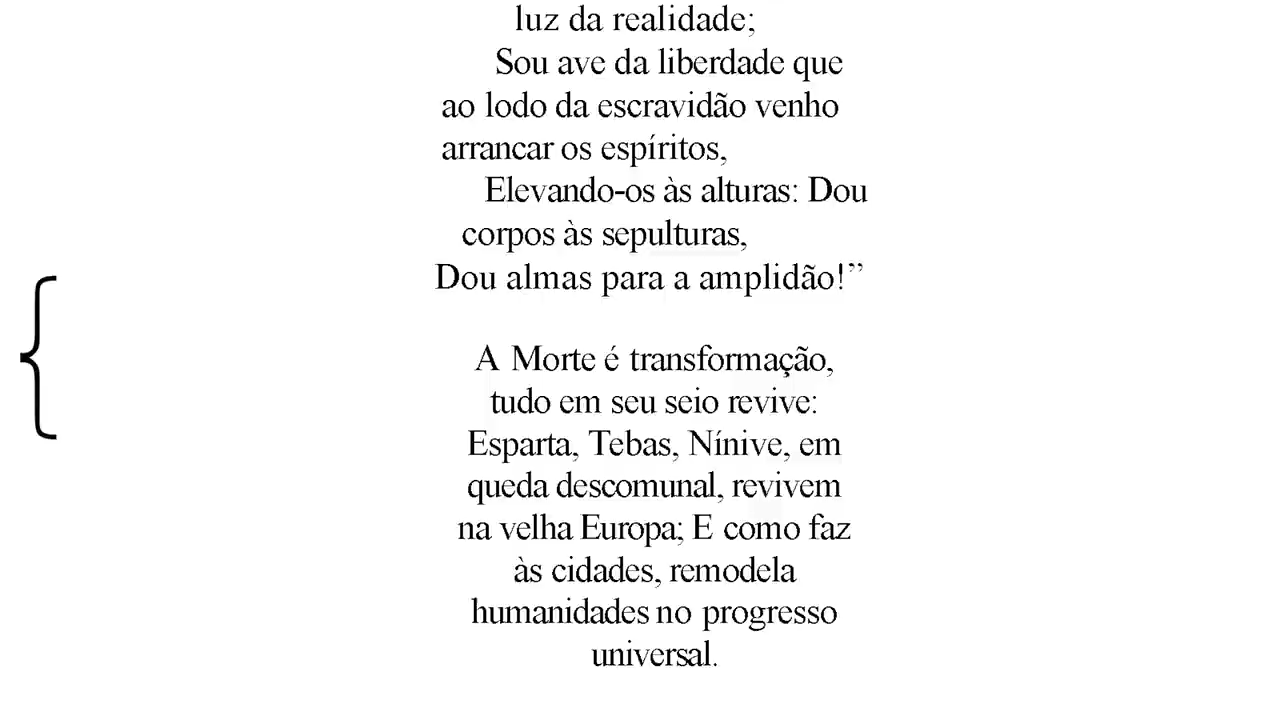 luz da realidade;
Sou ave da liberdade que
ao lodo da escravidão venho
arrancar os espíritos,
Elevando-os às alturas: Dou
corpos às sepulturas,
Dou almas para a amplidão!”
A Morte é transformação,
tudo em seu seio revive:
Esparta, Tebas, Nínive, em
queda descomunal, revivem
na velha Europa; E como faz
às cidades, remodela
humanidades no progresso
universal.